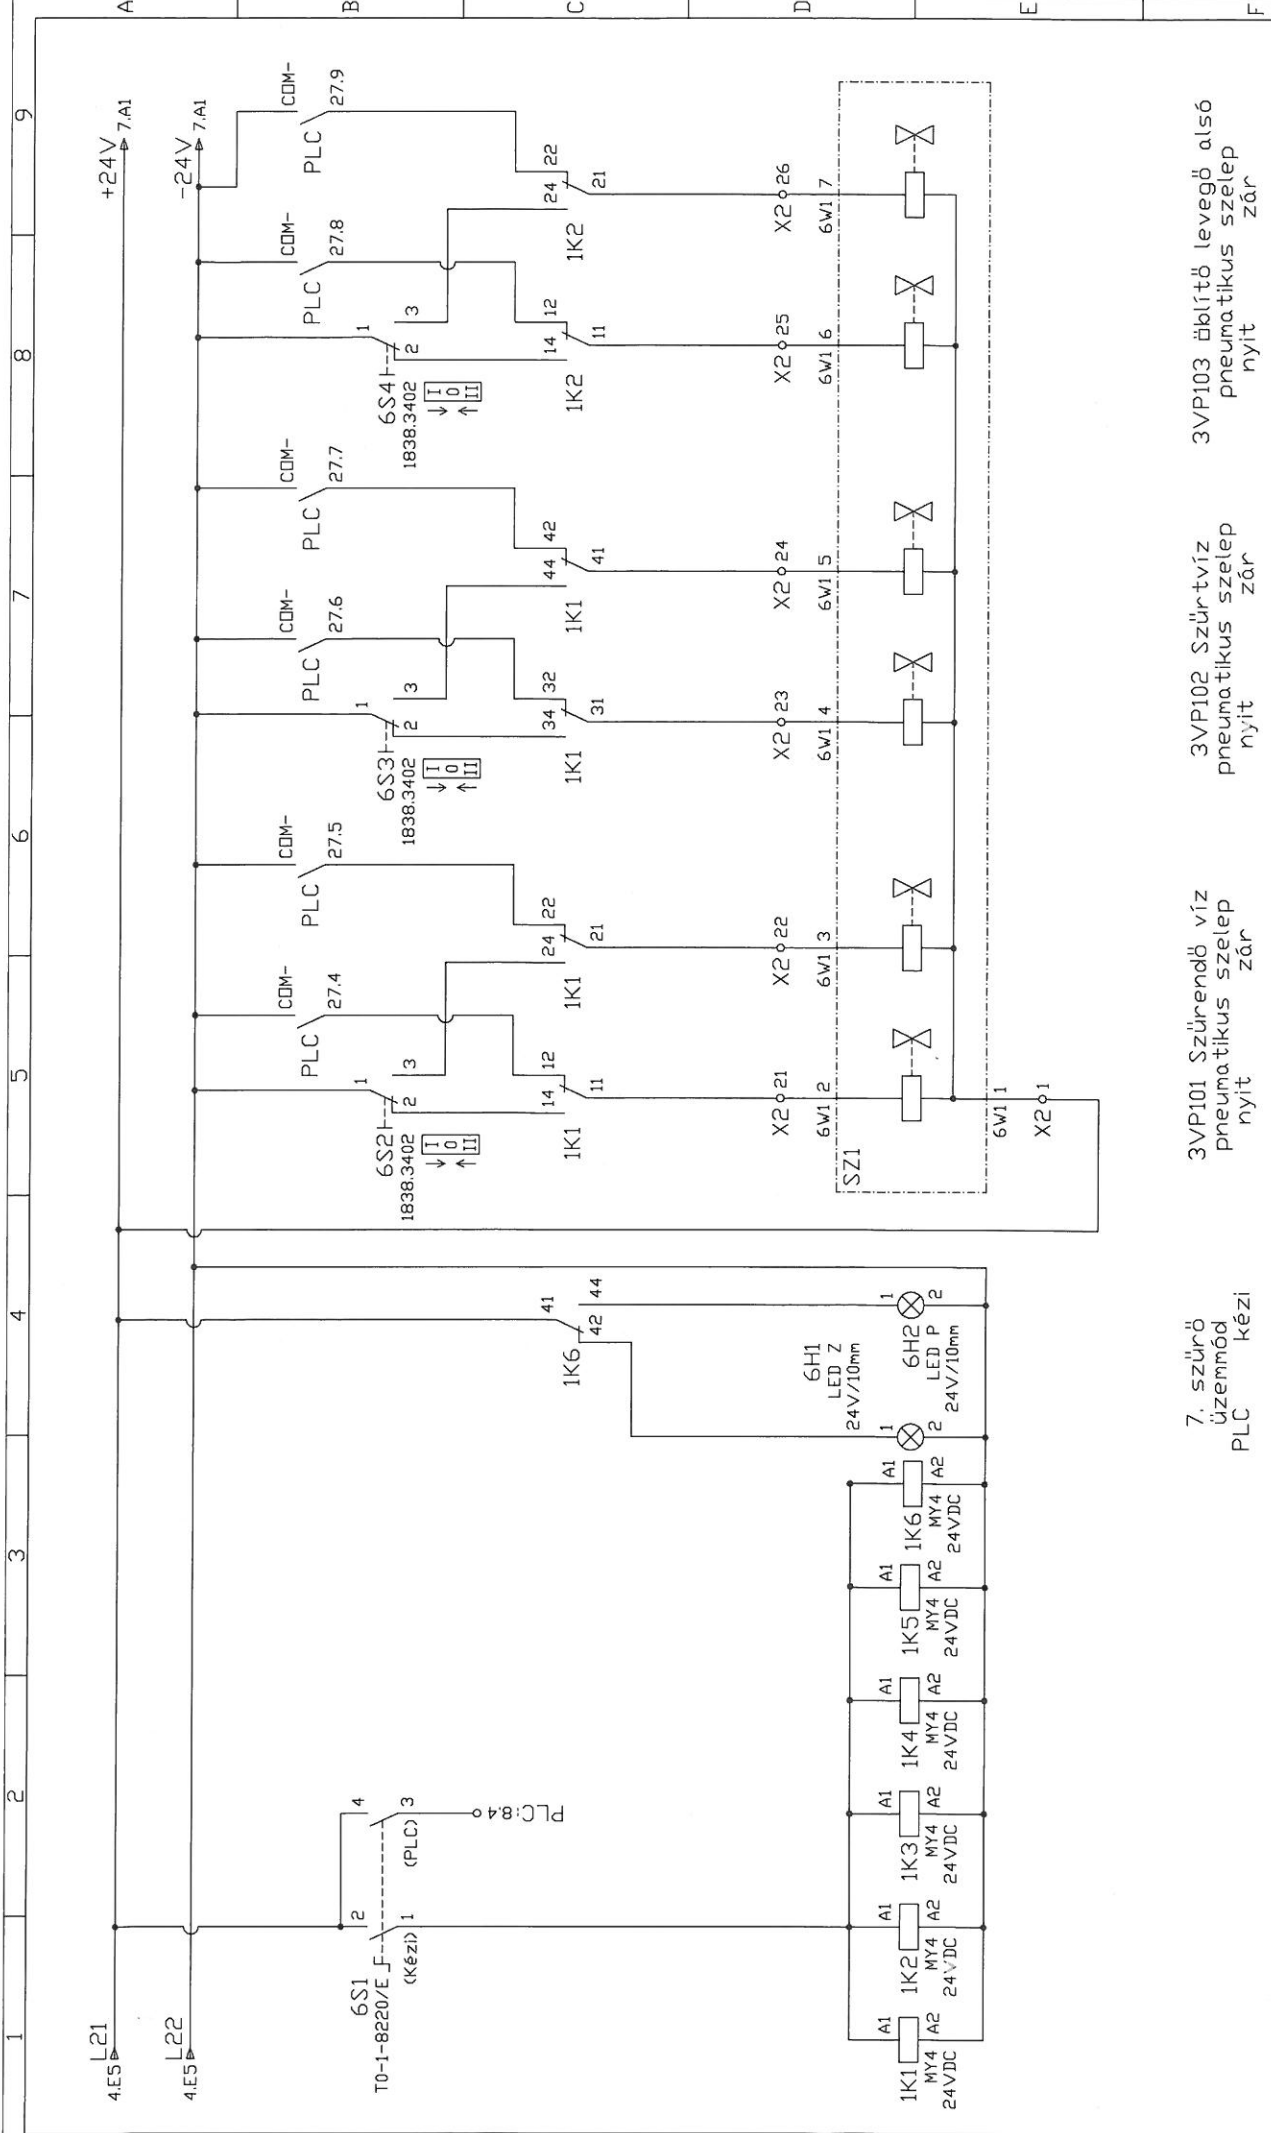 1
2
3
4
5
6
7
8
9
A
B
C
D
E
F
4.E5 L21
4.E5 L22
+24V 7.A1
-24V 7.A1
6S1
T0-1-8220/E
2
1
(Kézi)
4
3
(PLC)
PLC:8.4
1K1
MY4
24VDC
A1
A2
1K2
MY4
24VDC
A1
A2
1K3
MY4
24VDC
A1
A2
1K4
MY4
24VDC
A1
A2
1K5
MY4
24VDC
A1
A2
1K6
MY4
24VDC
A1
A2
1K6
41
42
44
6H1
LED Z
24V/10mm
1
2
6H2
LED P
24V/10mm
1
2
6S2
1838.3402
I
0
II
1
2
3
PLC
COM-
27.4
PLC
COM-
27.5
1K1
14
12
11
1K1
24
22
21
X2 21
6W1 2
X2 22
6W1 3
6S3
1838.3402
I
0
II
1
2
3
PLC
COM-
27.6
PLC
COM-
27.7
1K1
34
32
31
1K1
44
42
41
X2 23
6W1 4
X2 24
6W1 5
6S4
1838.3402
I
0
II
1
2
3
PLC
COM-
27.8
PLC
COM-
27.9
1K2
14
12
11
1K2
24
22
21
X2 25
6W1 6
X2 26
6W1 7
SZ1
6W1 1
X2 1
7. szűrő
üzemmód
PLC kézi
3VP101 Szűrendő víz
pneumatikus szelep
nyit zár
3VP102 Szűrtvíz
pneumatikus szelep
nyit zár
3VP103 öblítő levegő alsó
pneumatikus szelep
nyit zár